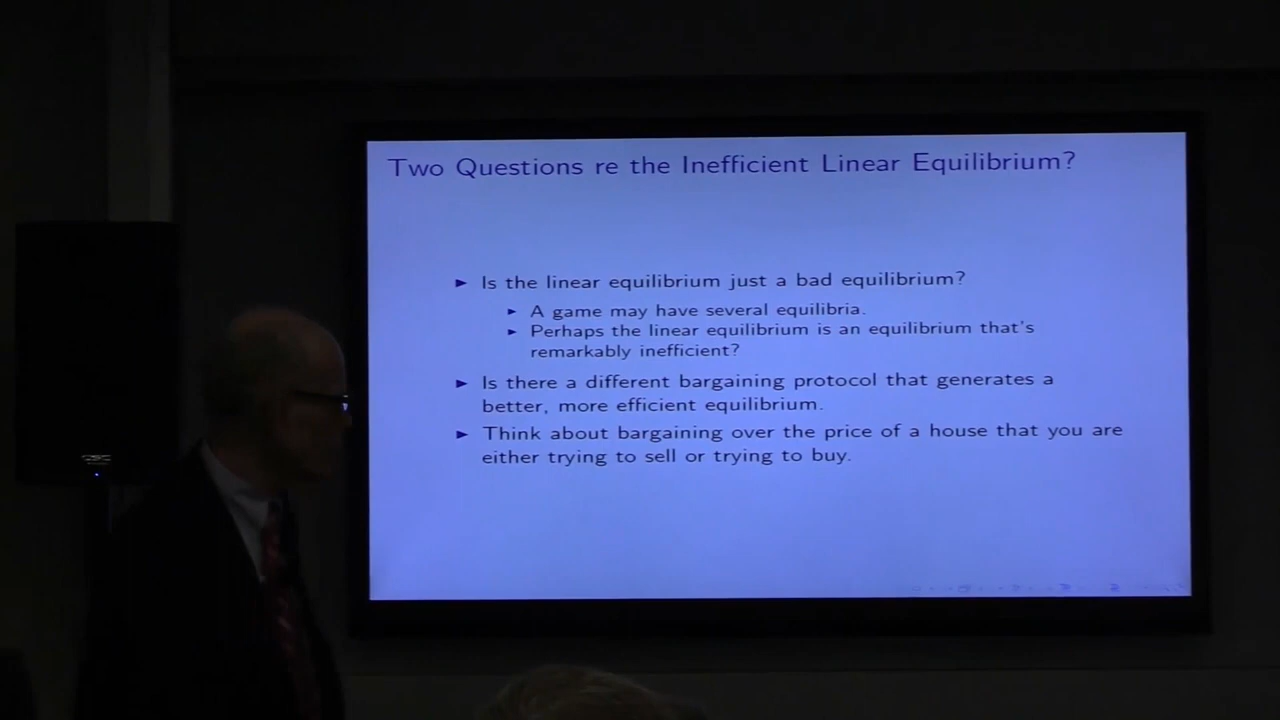 Two Questions re the Inefficient Linear Equilibrium?
► Is the linear equilibrium just a bad equilibrium?
► A game may have several equilibria.
► Perhaps the linear equilibrium is an equilibrium that's
remarkably inefficient?
► Is there a different bargaining protocol that generates a
better, more efficient equilibrium.
► Think about bargaining over the price of a house that you are
either trying to sell or trying to buy.